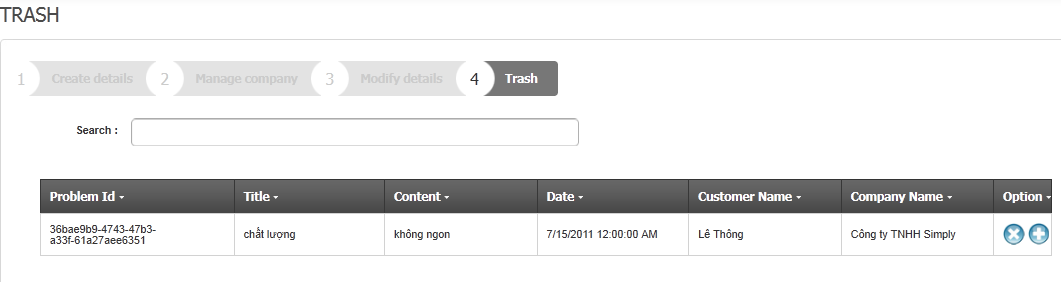 TRASH
1 Create details 2 Manage company 3 Modify details 4 Trash
Search :
Problem Id Title Content Date Customer Name Company Name Option
36bae9b9-4743-47b3-
a33f-61a27aee6351 chất lượng không ngon 7/15/2011 12:00:00 AM Lê Thông Công ty TNHH Simply